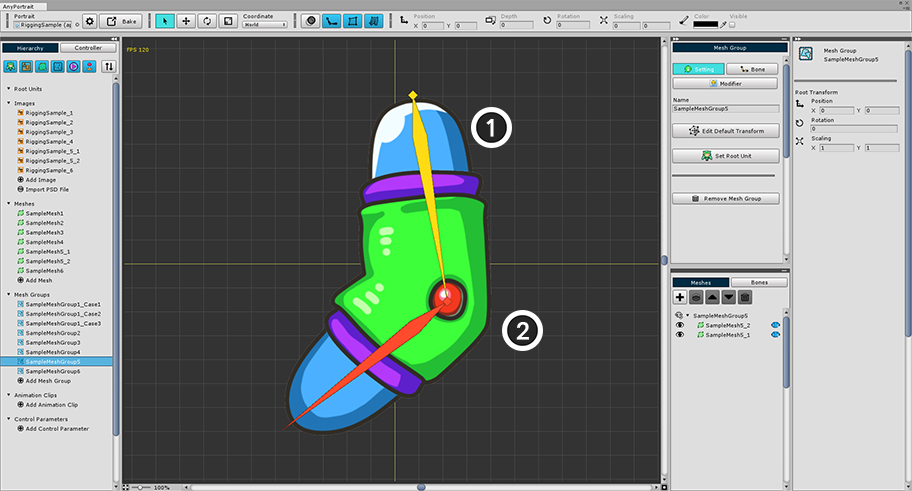 AnyPortrait
Portrait
RiggingSample (ap
Bake
Coordinate
World
Position
X 0 Y 0
Depth
0
Rotation
0
Scaling
0 0
Color
Visible
Hierarchy
Controller
Root Units
Images
RiggingSample_1
RiggingSample_2
RiggingSample_3
RiggingSample_4
RiggingSample_5_1
RiggingSample_5_2
RiggingSample_6
Add Image
Import PSD File
Meshes
SampleMesh1
SampleMesh2
SampleMesh3
SampleMesh4
SampleMesh5_1
SampleMesh5_2
SampleMesh6
Add Mesh
Mesh Groups
SampleMeshGroup1_Case1
SampleMeshGroup1_Case2
SampleMeshGroup1_Case3
SampleMeshGroup2
SampleMeshGroup3
SampleMeshGroup4
SampleMeshGroup5
SampleMeshGroup6
Add Mesh Group
Animation Clips
Add Animation Clip
Control Parameters
Add Control Parameter
FPS 120
1
2
100%
Mesh Group
Setting
Bone
Modifier
Name
SampleMeshGroup5
Edit Default Transform
Set Root Unit
Remove Mesh Group
Meshes
Bones
SampleMeshGroup5
SampleMesh5_2
SampleMesh5_1
Mesh Group
SampleMeshGroup5
Root Transform
Position
X 0 Y 0
Rotation
0
Scaling
X 1 Y 1